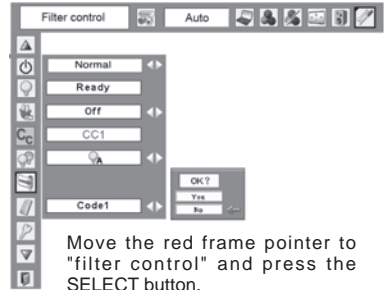 Filter control
Auto
Normal
Ready
Off
Cc
CC1
A
OK?
Yes
No
Code1
Move the red frame pointer to
"filter control" and press the
SELECT button.